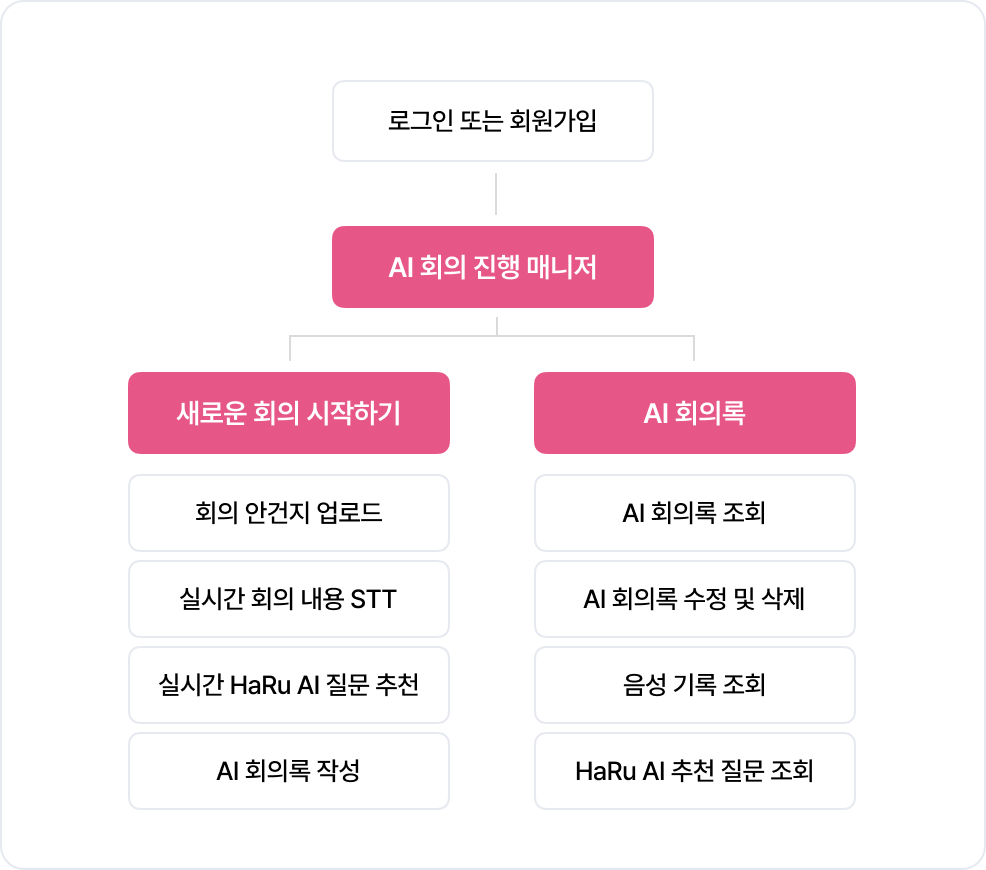 로그인 또는 회원가입
AI 회의 진행 매니저
새로운 회의 시작하기
회의 안건지 업로드
실시간 회의 내용 STT
실시간 HaRu AI 질문 추천
AI 회의록 작성
AI 회의록
AI 회의록 조회
AI 회의록 수정 및 삭제
음성 기록 조회
HaRu AI 추천 질문 조회